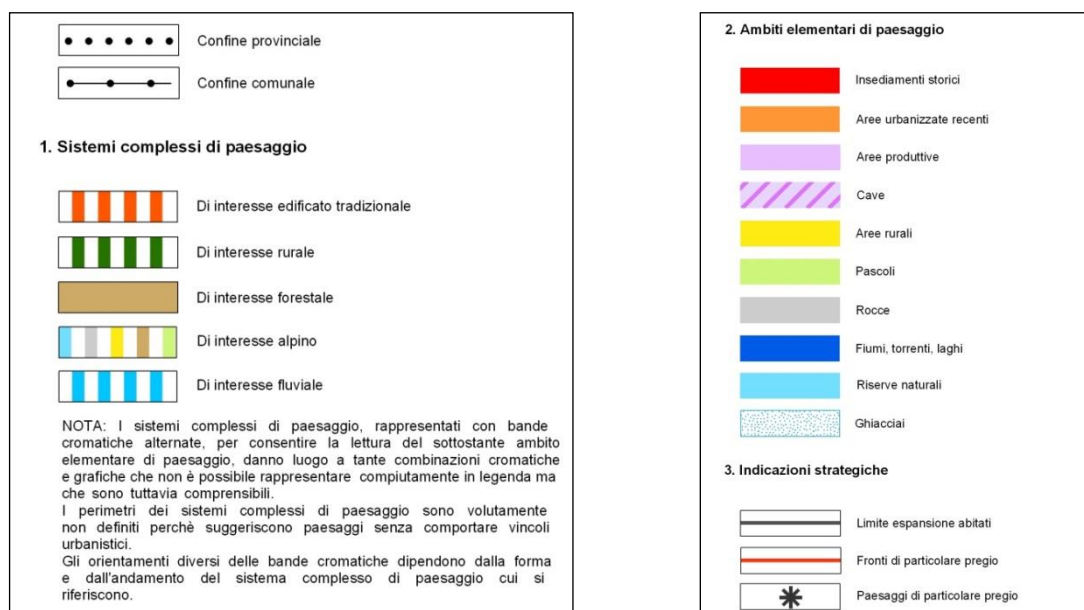 Confine provinciale
Confine comunale
1. Sistemi complessi di paesaggio
Di interesse edificato tradizionale
Di interesse rurale
Di interesse forestale
Di interesse alpino
Di interesse fluviale
NOTA: I sistemi complessi di paesaggio, rappresentati con bande
cromatiche alternate, per consentire la lettura del sottostante ambito
elementare di paesaggio, danno luogo a tante combinazioni cromatiche
e grafiche che non è possibile rappresentare compiutamente in legenda ma
che sono tuttavia comprensibili.
I perimetri dei sistemi complessi di paesaggio sono volutamente
non definiti perchè suggeriscono paesaggi senza comportare vincoli
urbanistici.
Gli orientamenti diversi delle bande cromatiche dipendono dalla forma
e dall'andamento del sistema complesso di paesaggio cui si
riferiscono.
2. Ambiti elementari di paesaggio
Insediamenti storici
Aree urbanizzate recenti
Aree produttive
Cave
Aree rurali
Pascoli
Rocce
Fiumi, torrenti, laghi
Riserve naturali
Ghiacciai
3. Indicazioni strategiche
Limite espansione abitati
Fronti di particolare pregio
Paesaggi di particolare pregio